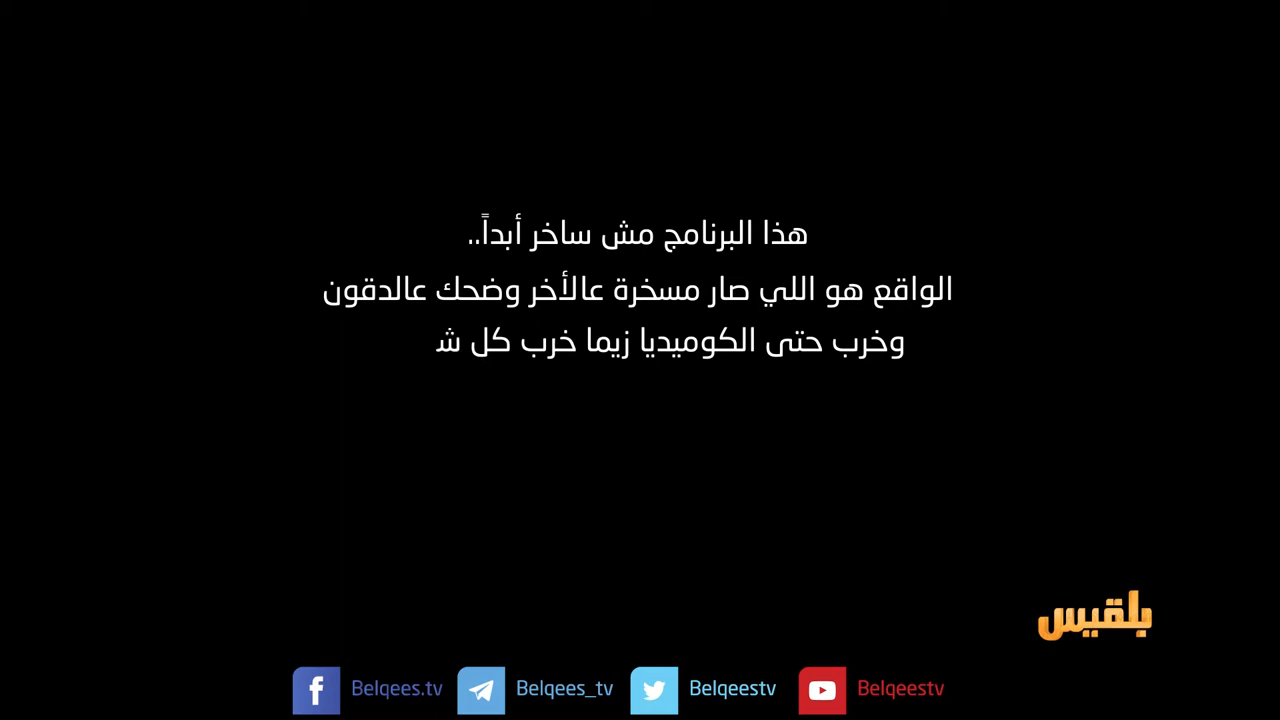 هذا البرنامج مش ساخر أبداً..
الواقع هو اللي صار مسخرة عالأخر وضحك عالدقون
وخرب حتى الكوميديا زيما خرب كل ش
بلقيس
Belqees.tv Belqees_tv Belqeestv Belqeestv